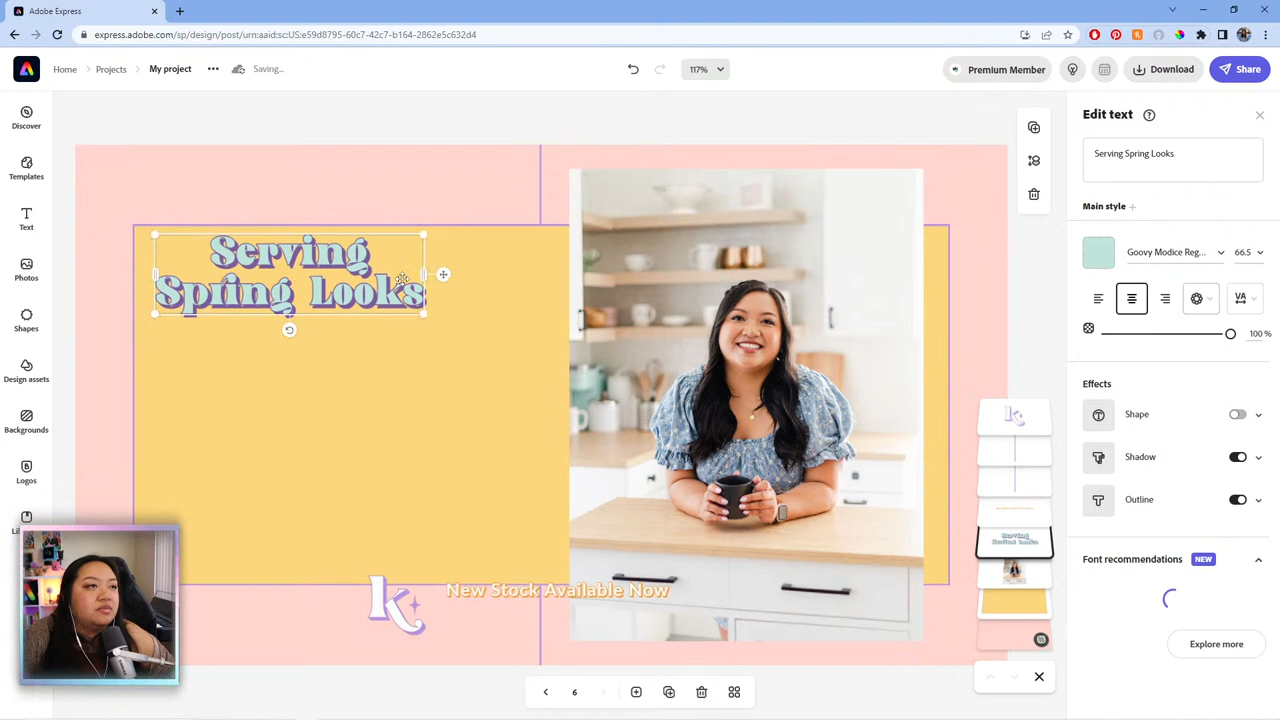 Adobe Express
express.adobe.com/sp/design/post/urn:aaid:sc:US:e59d8795-60c7-42c7-b164-2862e5c632d4
Home
Projects
My project
Saving...
117%
Premium Member
Download
Share
Discover
Templates
Text
Photos
Shapes
Design assets
Backgrounds
Logos
Serving
Spring Looks
k
New Stock Available Now
6
Edit text
Serving Spring Looks
Main style
Goovy Modice Reg...
66.5
VA
100 %
Effects
Shape
Shadow
Outline
Font recommendations NEW
Explore more